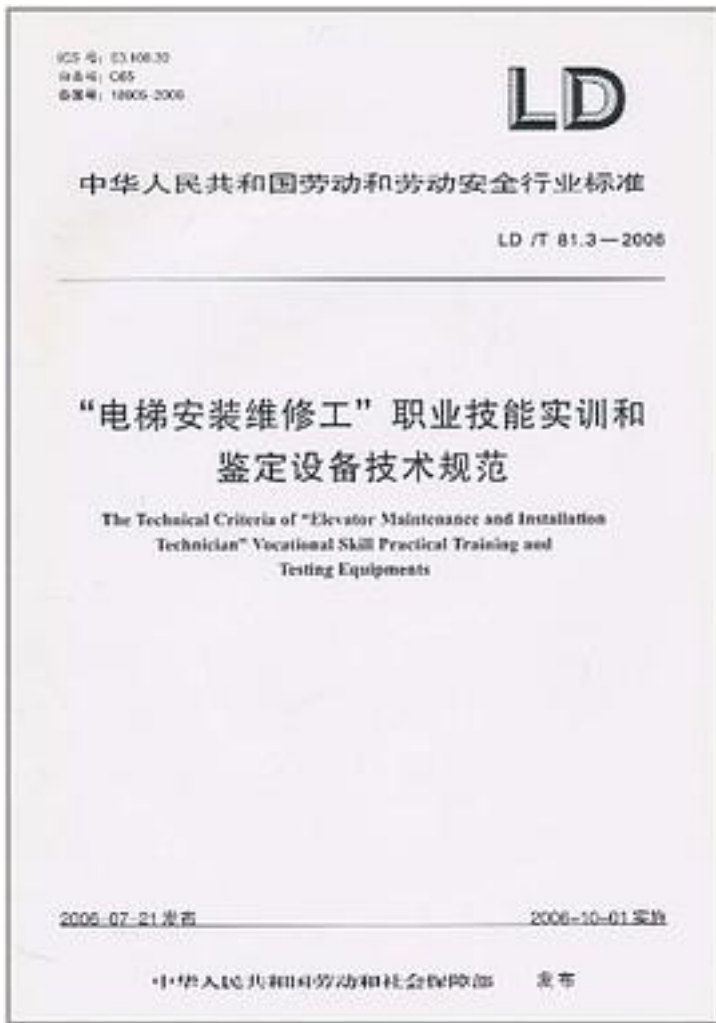 ICS 号:
分类号: C65
备案号: 18606-2006
LD
中华人民共和国劳动和劳动安全行业标准
LD /T 81.3—2006
“电梯安装维修工”职业技能实训和
鉴定设备技术规范
The Technical Criteria of "Elevator Maintenance and Installation
Technician" Vocational Skill Practical Training and
Testing Equipments
2006-07-21发布
2006-10-01实施
中华人民共和国劳动和社会保障部 发布